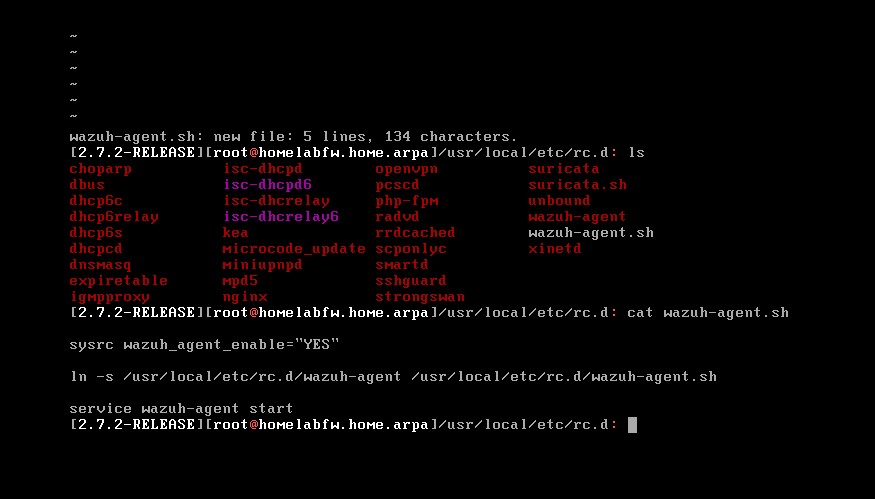 ~
~
~
~
~
~
wazuh-agent.sh: new file: 5 lines, 134 characters.
[2.7.2-RELEASE][root@homelabfw.home.arpa]/usr/local/etc/rc.d: ls
choparp isc-dhcpd openvpn suricata
dbus isc-dhcpd6 pcscd suricata.sh
dhcp6c isc-dhcrelay php-fpm unbound
dhcp6relay isc-dhcrelay6 radvd wazuh-agent
dhcp6s kea rrdcached wazuh-agent.sh
dhcpcd microcode_update scponlyc xinetd
dnsmasq miniupnpd smartd
expiretable mpd5 sshguard
igmpproxy nginx strongswan
[2.7.2-RELEASE][root@homelabfw.home.arpa]/usr/local/etc/rc.d: cat wazuh-agent.sh
sysrc wazuh_agent_enable="YES"
ln -s /usr/local/etc/rc.d/wazuh-agent /usr/local/etc/rc.d/wazuh-agent.sh
service wazuh-agent start
[2.7.2-RELEASE][root@homelabfw.home.arpa]/usr/local/etc/rc.d: